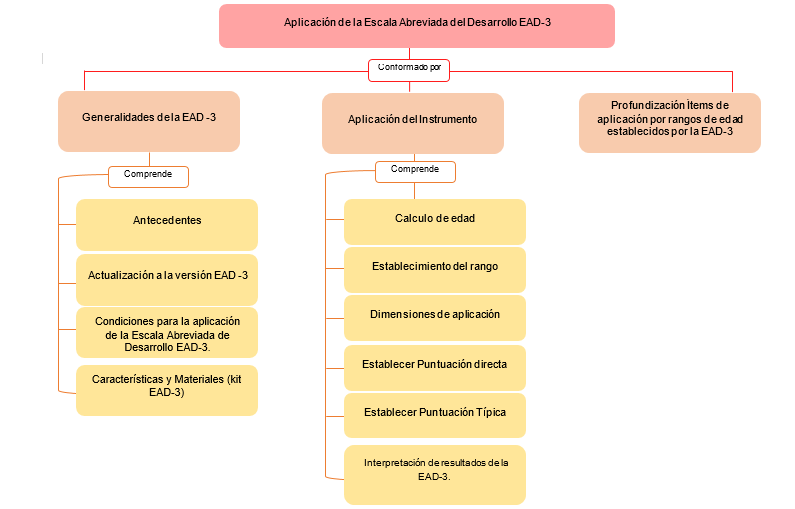 Aplicación de la Escala Abreviada del Desarrollo EAD-3
Conformado por
Generalidades de la EAD -3
Comprende
Antecedentes
Actualización a la versión EAD -3
Condiciones para la aplicación
de la Escala Abreviada de
Desarrollo EAD-3.
Características y Materiales (kit
EAD-3)
Aplicación del Instrumento
Comprende
Calculo de edad
Establecimiento del rango
Dimensiones de aplicación
Establecer Puntuación directa
Establecer Puntuación Típica
Interpretación de resultados de la
EAD-3.
Profundización Ítems de
aplicación por rangos de edad
establecidos por la EAD-3